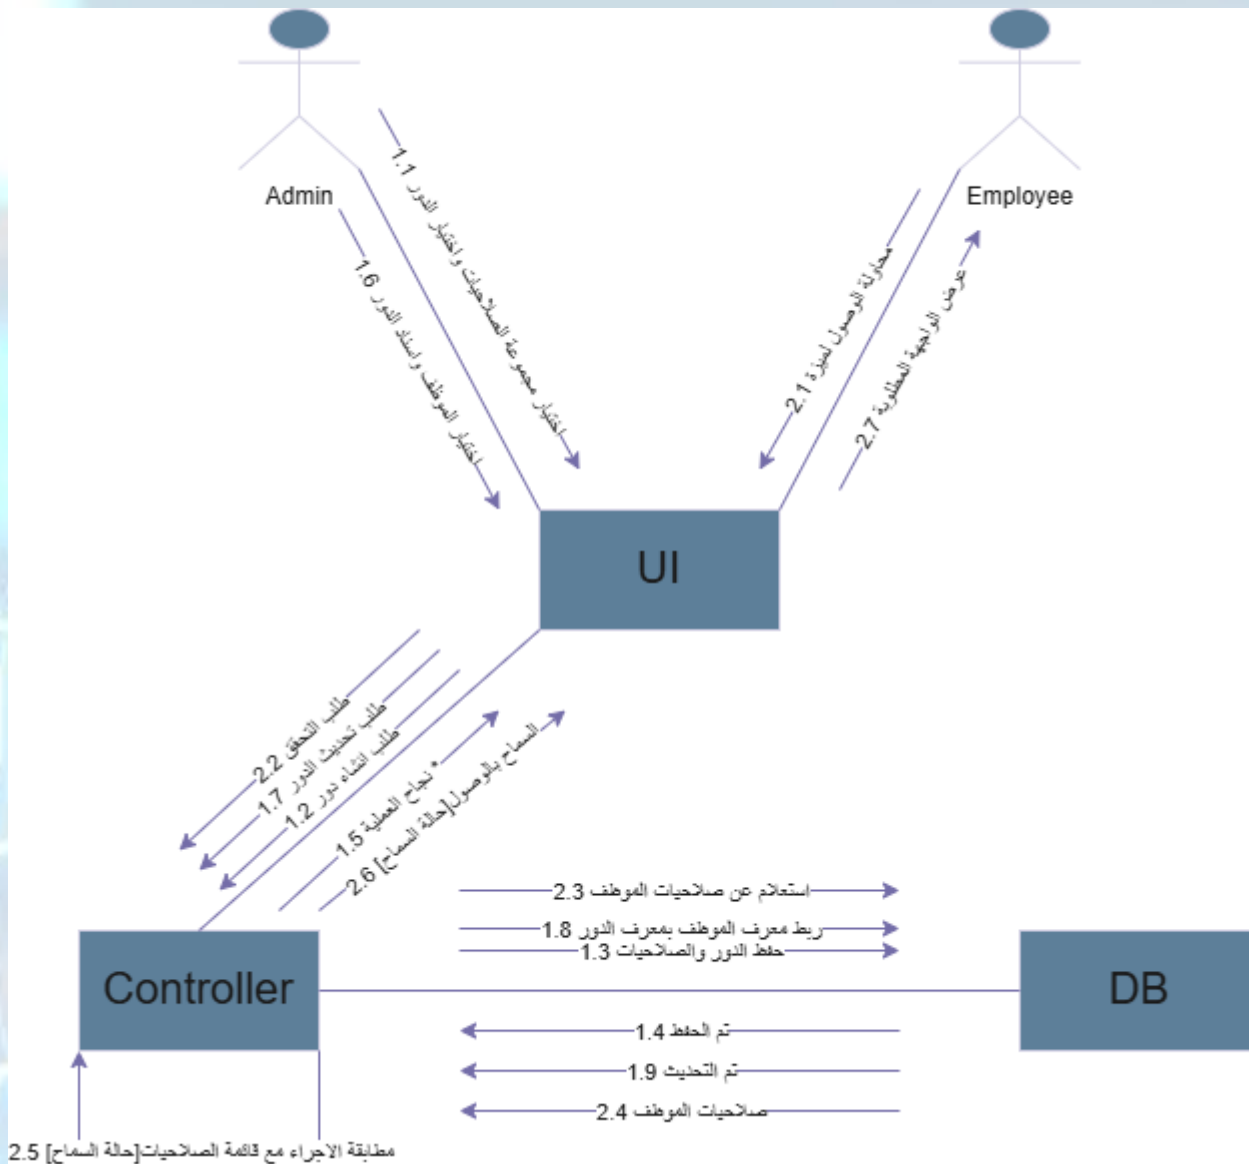 Admin
Employee
1.1 اختيار مجموعة الصلاحيات واختيار الدور
1.6 اختيار الموظف واسناد الدور
2.1 محاولة الوصول لميزة
2.7 عرض الواجهة المطلوبة
UI
2.2 طلب التحقق
1.7 طلب تحديث الدور
1.2 طلب انشاء دور
1.5 نجاح العملية *
2.6 [حالة السماح]السماح بالوصول
2.3 استعلام عن صلاحيات الموظف
1.8 ربط معرف الموظف بمعرف الدور
1.3 حفظ الدور والصلاحيات
Controller
DB
1.4 تم الحفظ
1.9 تم التحديث
2.4 صلاحيات الموظف
2.5 [حالة السماح]مطابقة الاجراء مع قائمة الصلاحيات